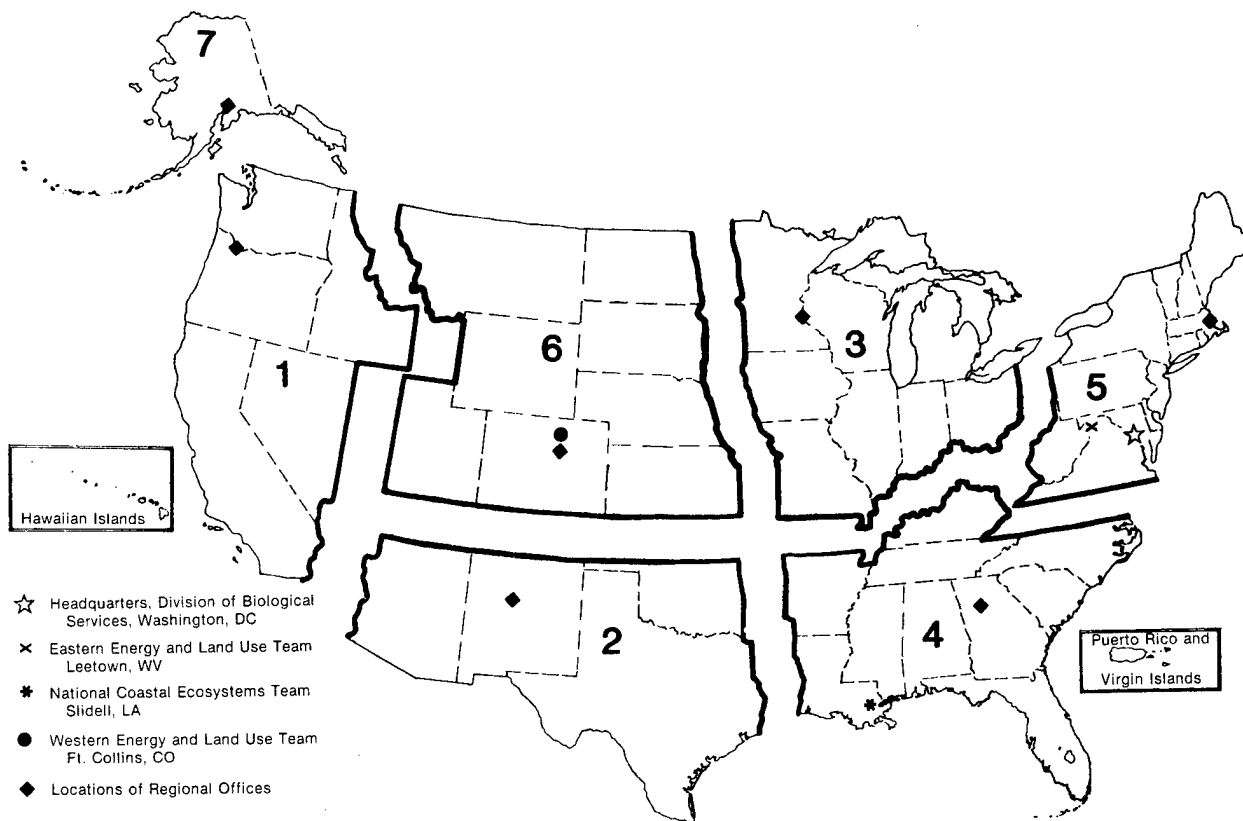 7
1
6
3
5
2
4
Hawaiian Islands
Puerto Rico and
Virgin Islands
Headquarters, Division of Biological
Services, Washington, DC
Eastern Energy and Land Use Team
Leetown, WV
National Coastal Ecosystems Team
Slidell, LA
Western Energy and Land Use Team
Ft. Collins, CO
Locations of Regional Offices